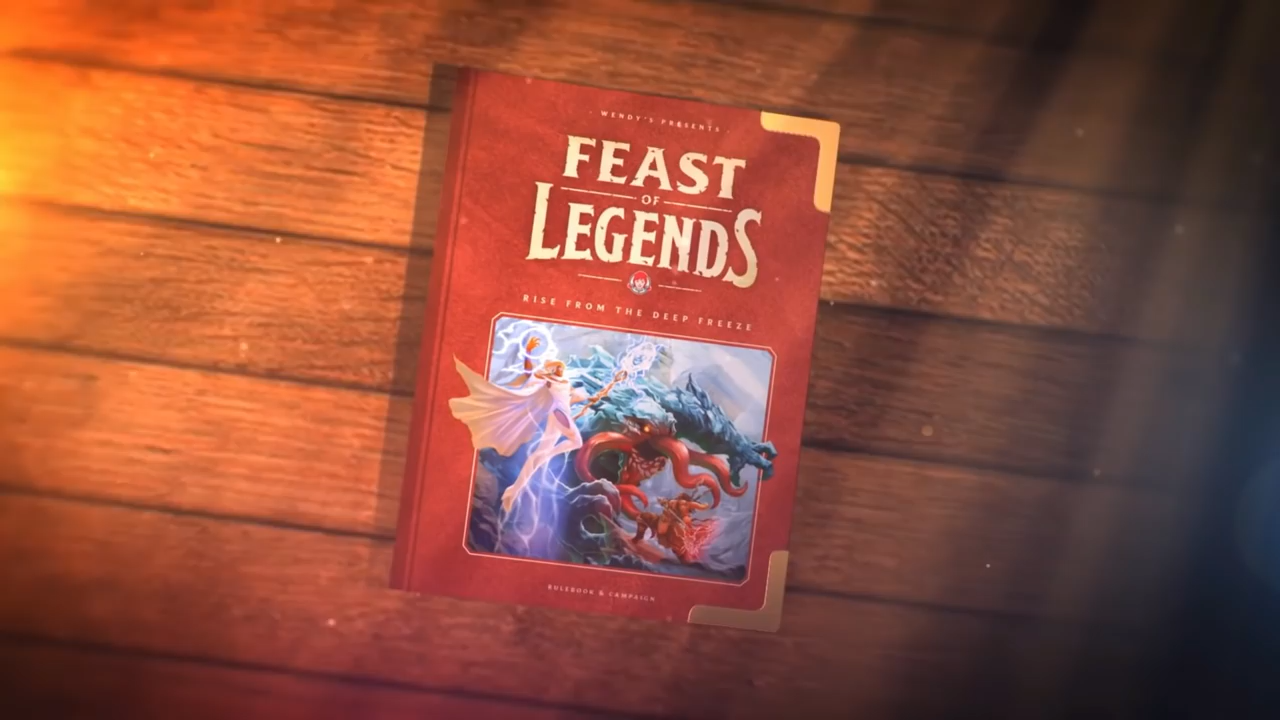 WENDY'S PRESENTS
FEAST
OF
LEGENDS
RISE FROM THE DEEP FREEZE
RULEBOOK & CAMPAIGN